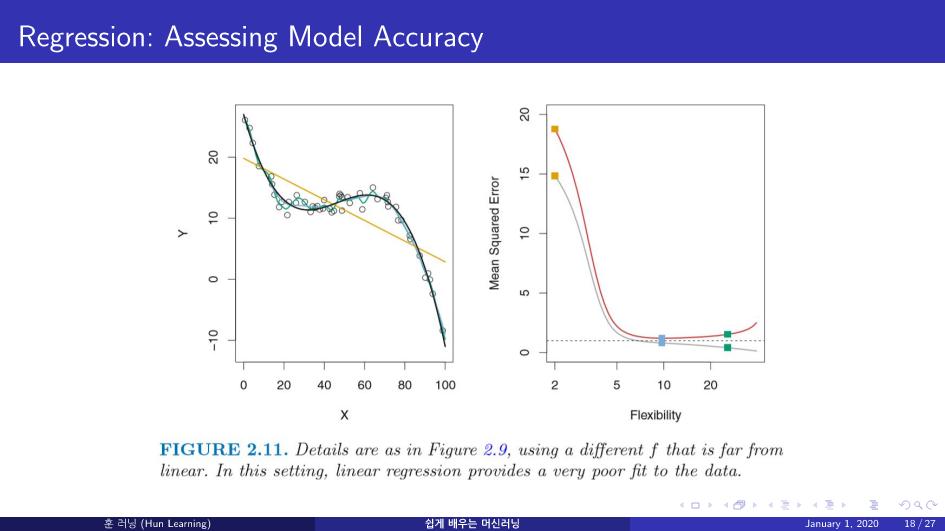 Regression: Assessing Model Accuracy
Y
20
10
0
−10
0 20 40 60 80 100
X
Mean Squared Error
20
15
10
5
0
2 5 10 20
Flexibility
FIGURE 2.11. Details are as in Figure 2.9, using a different f that is far from
linear. In this setting, linear regression provides a very poor fit to the data.
훈 러닝 (Hun Learning) 쉽게 배우는 머신러닝 January 1, 2020 18 / 27